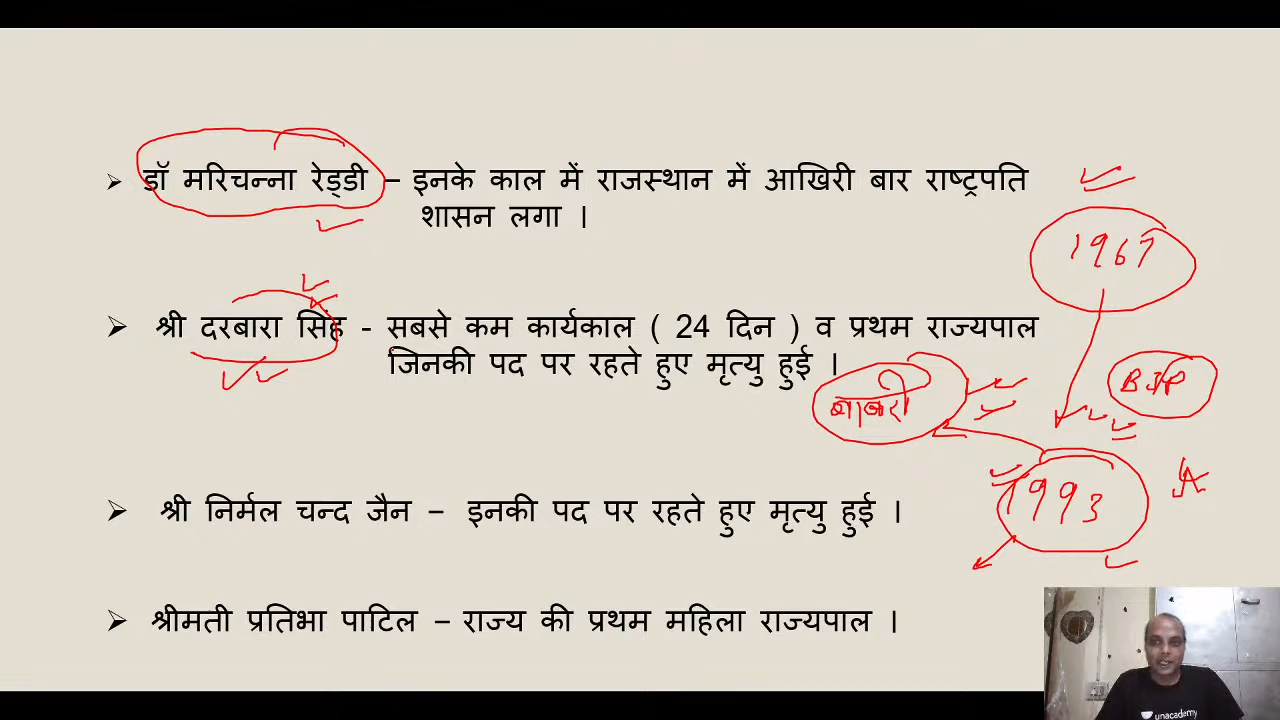 ➢ डॉ मरिचन्ना रेड्डी – इनके काल में राजस्थान में आखिरी बार राष्ट्रपति
शासन लगा ।
1967
➢ श्री दरबारा सिंह - सबसे कम कार्यकाल ( 24 दिन ) व प्रथम राज्यपाल
जिनकी पद पर रहते हुए मृत्यु हुई ।
BJP
1993
➢ श्री निर्मल चन्द जैन – इनकी पद पर रहते हुए मृत्यु हुई ।
➢ श्रीमती प्रतिभा पाटिल – राज्य की प्रथम महिला राज्यपाल ।
unacademy